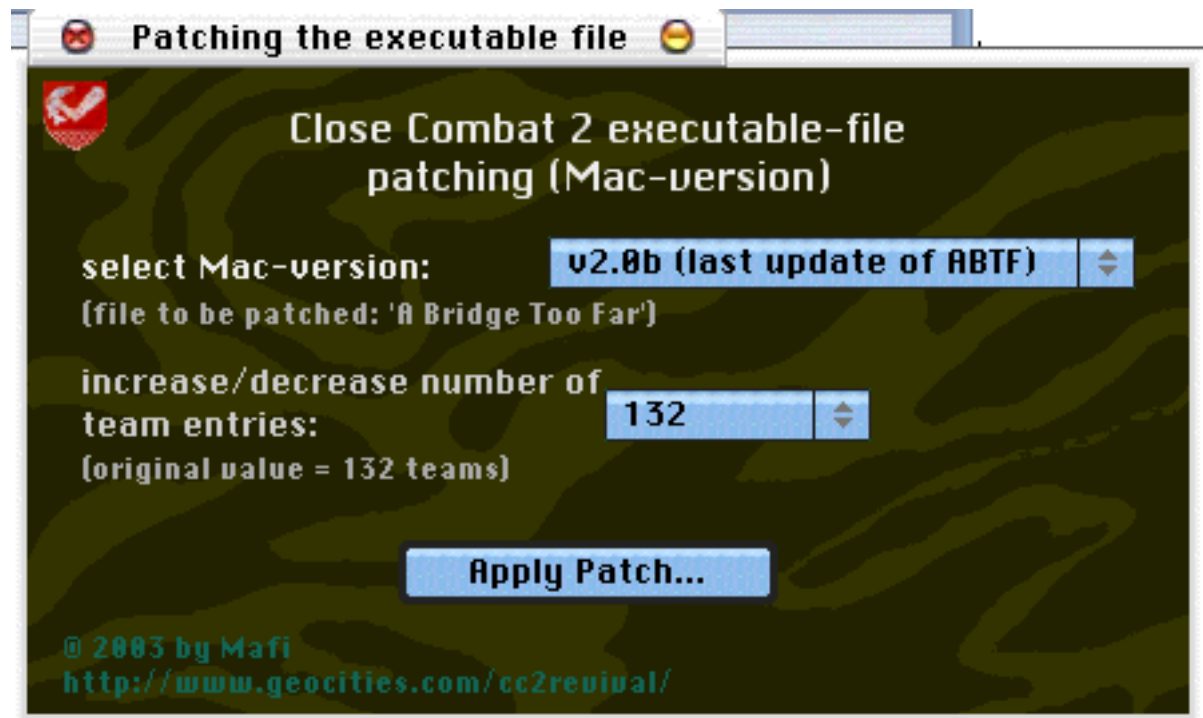 Patching the executable file
Close Combat 2 executable-file
patching (Mac-version)
select Mac-version:
v2.0b (last update of ABTF)
(file to be patched: 'A Bridge Too Far')
increase/decrease number of
team entries:
132
(original value = 132 teams)
Apply Patch...
© 2003 by Mafi
http://www.geocities.com/cc2revival/